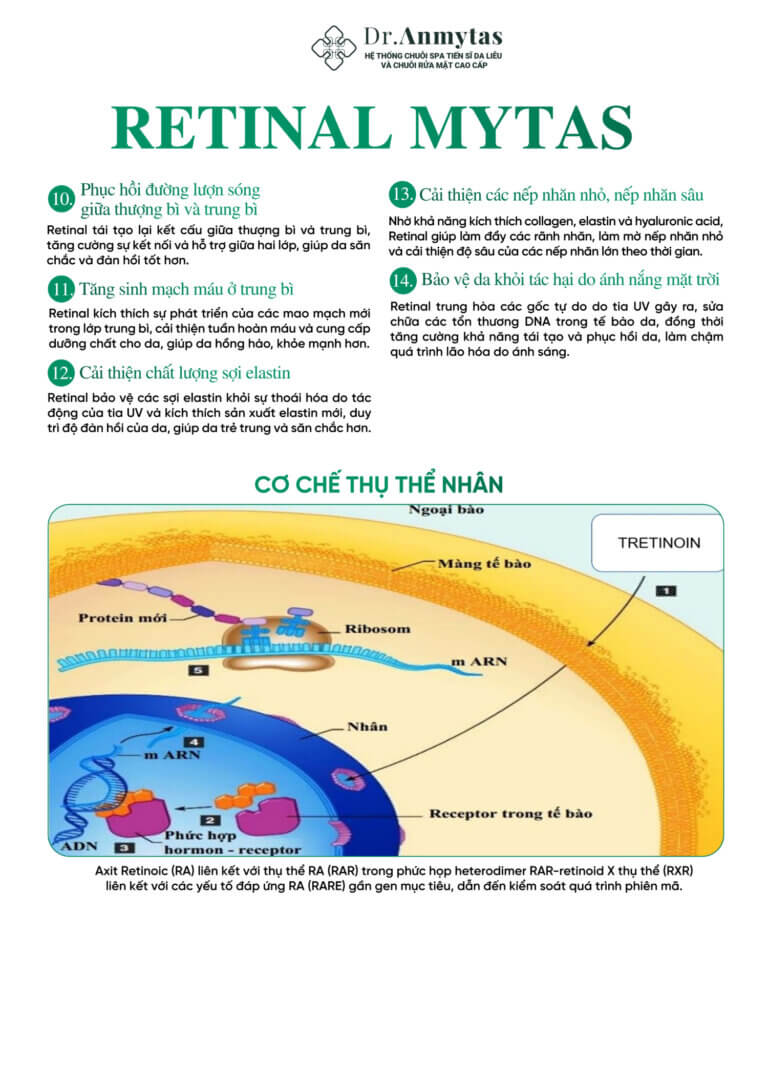 Dr.Anmytas
HỆ THỐNG CHUỖI SPA TIẾN SĨ DA LIỄU
VÀ CHUỖI RỬA MẶT CAO CẤP
RETINAL MYTAS
10. Phục hồi đường lượn sóng
giữa thượng bì và trung bì
Retinal tái tạo lại kết cấu giữa thượng bì và trung bì,
tăng cường sự kết nối và hỗ trợ giữa hai lớp, giúp da săn
chắc và đàn hồi tốt hơn.
11. Tăng sinh mạch máu ở trung bì
Retinal kích thích sự phát triển của các mao mạch mới
trong lớp trung bì, cải thiện tuần hoàn máu và cung cấp
dưỡng chất cho da, giúp da hồng hào, khỏe mạnh hơn.
12. Cải thiện chất lượng sợi elastin
Retinal bảo vệ các sợi elastin khỏi sự thoái hóa do tác
động của tia UV và kích thích sản xuất elastin mới, duy
trì độ đàn hồi của da, giúp da trẻ trung và săn chắc hơn.
13. Cải thiện các nếp nhăn nhỏ, nếp nhăn sâu
Nhờ khả năng kích thích collagen, elastin và hyaluronic acid,
Retinal giúp làm đầy các rãnh nhăn, làm mờ nếp nhăn nhỏ
và cải thiện độ sâu của các nếp nhăn lớn theo thời gian.
14. Bảo vệ da khỏi tác hại do ánh nắng mặt trời
Retinal trung hòa các gốc tự do do tia UV gây ra, sửa
chữa các tổn thương DNA trong tế bào da, đồng thời
tăng cường khả năng tái tạo và phục hồi da, làm chậm
quá trình lão hóa do ánh sáng.
CƠ CHẾ THỤ THỂ NHÂN
Ngoại bào
TRETINOIN
Màng tế bào
1
Protein mới
Ribosom
m ARN
5
Nhân
4
m ARN
2
Receptor trong tế bào
ADN
3
Phức hợp
hormon - receptor
Axit Retinoic (RA) liên kết với thụ thể RA (RAR) trong phức họp heterodimer RAR-retinoid X thụ thể (RXR)
liên kết với các yếu tố đáp ứng RA (RARE) gần gen mục tiêu, dẫn đến kiểm soát quá trình phiên mã.